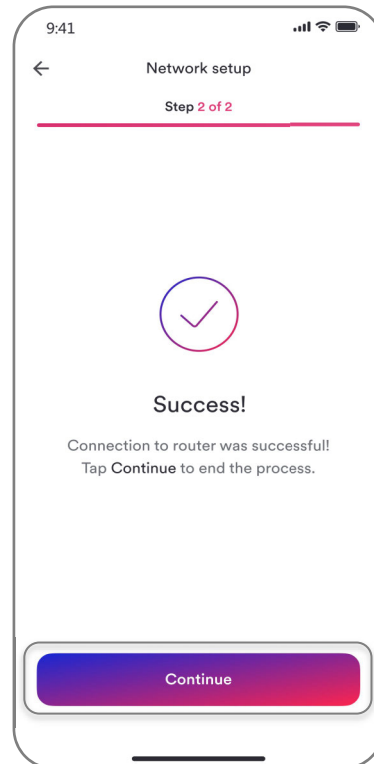 9:41
Network setup
Step 2 of 2
Success!
Connection to router was successful!
Tap Continue to end the process.
Continue